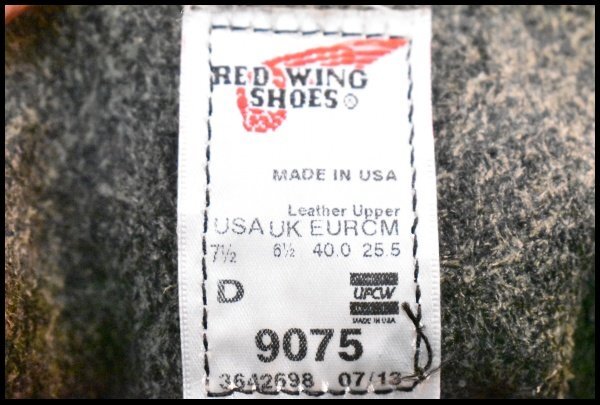 RED WING
SHOES®
MADE IN USA
Leather Upper
USA UK EUR CM
7½ 6½ 40.0 25.5
D
UFCW
MADE IN USA
9075
36A2698 07/13